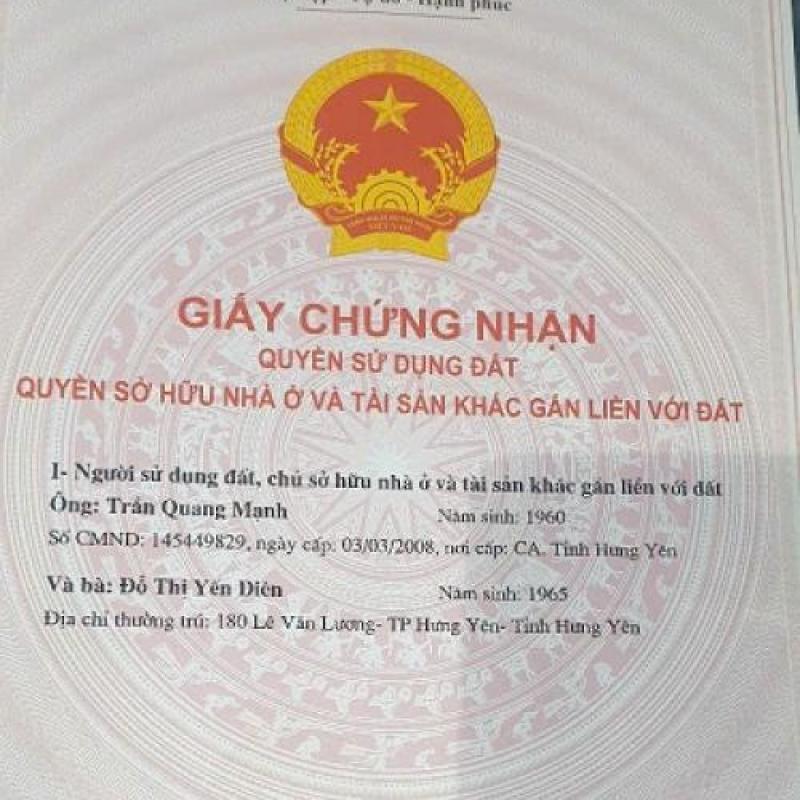 Hạnh phúc
GIẤY CHỨNG NHẬN
QUYỀN SỬ DỤNG ĐẤT
QUYỀN SỞ HỮU NHÀ Ở VÀ TÀI SẢN KHÁC GẮN LIỀN VỚI ĐẤT
I- Người sử dụng đất, chủ sở hữu nhà ở và tài sản khác gắn liền với đất
Ông: Trần Quang Mạnh Năm sinh: 1960
Số CMND: 145449829, ngày cấp: 03/03/2008, nơi cấp: CA. Tỉnh Hưng Yên
Và bà: Đỗ Thị Yên Diên Năm sinh: 1965
Địa chỉ thường trú: 180 Lê Văn Lương- TP Hưng Yên- Tỉnh Hưng Yên